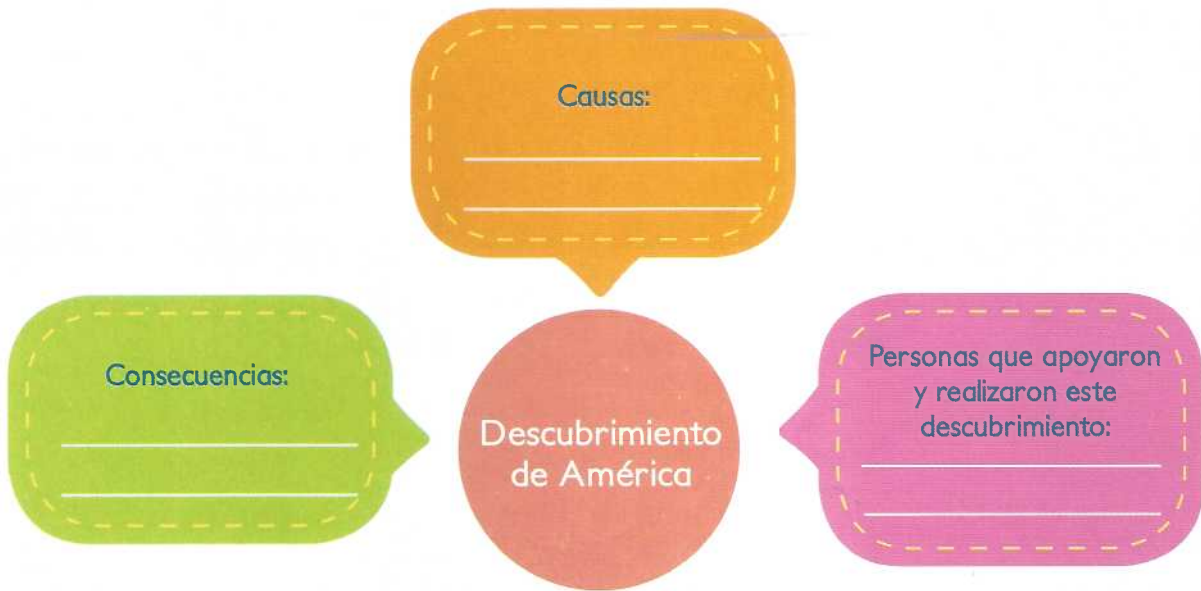 Causas:
Consecuencias:
Descubrimiento
de América
Personas que apoyaron
y realizaron este
descubrimiento: